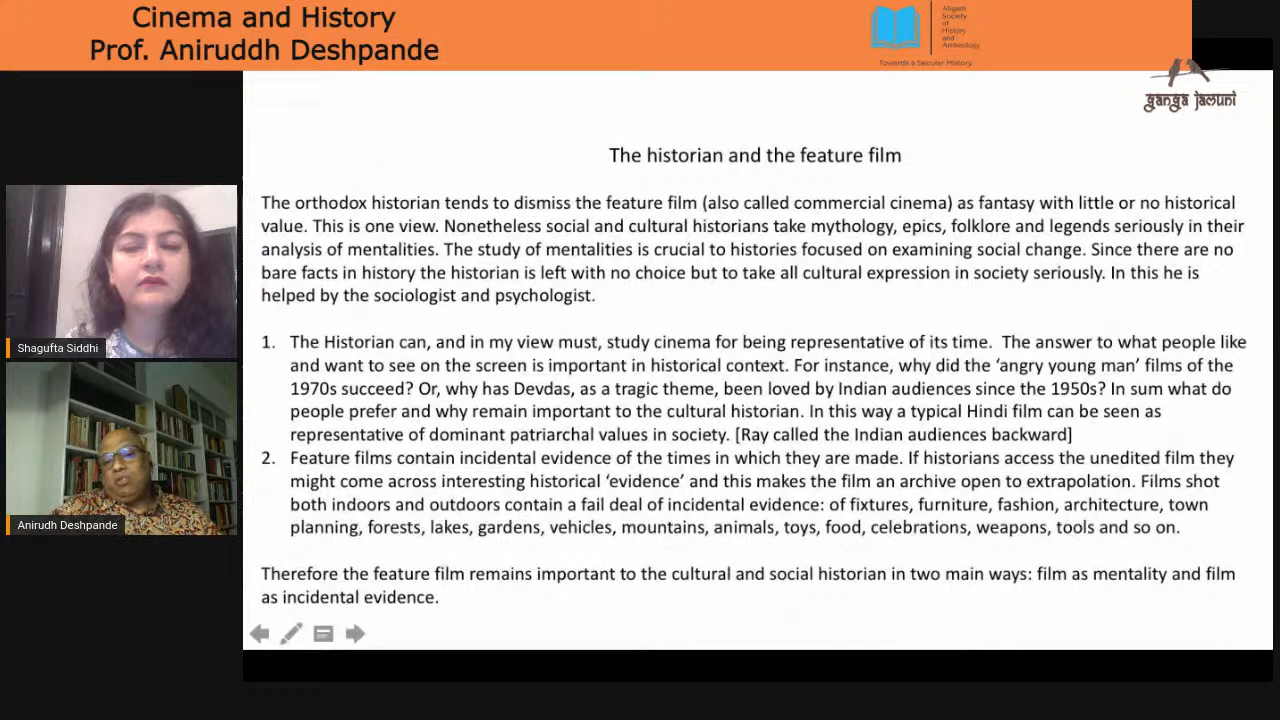 Cinema and History
Prof. Aniruddh Deshpande
Aligarh
Society
of
History
and
Archeology
Towards a Secular History
ganga jamuni
The historian and the feature film
The orthodox historian tends to dismiss the feature film (also called commercial cinema) as fantasy with little or no historical
value. This is one view. Nonetheless social and cultural historians take mythology, epics, folklore and legends seriously in their
analysis of mentalities. The study of mentalities is crucial to histories focused on examining social change. Since there are no
bare facts in history the historian is left with no choice but to take all cultural expression in society seriously. In this he is
helped by the sociologist and psychologist.
1. The Historian can, and in my view must, study cinema for being representative of its time. The answer to what people like
and want to see on the screen is important in historical context. For instance, why did the ‘angry young man’ films of the
1970s succeed? Or, why has Devdas, as a tragic theme, been loved by Indian audiences since the 1950s? In sum what do
people prefer and why remain important to the cultural historian. In this way a typical Hindi film can be seen as
representative of dominant patriarchal values in society. [Ray called the Indian audiences backward]
2. Feature films contain incidental evidence of the times in which they are made. If historians access the unedited film they
might come across interesting historical ‘evidence’ and this makes the film an archive open to extrapolation. Films shot
both indoors and outdoors contain a fail deal of incidental evidence: of fixtures, furniture, fashion, architecture, town
planning, forests, lakes, gardens, vehicles, mountains, animals, toys, food, celebrations, weapons, tools and so on.
Therefore the feature film remains important to the cultural and social historian in two main ways: film as mentality and film
as incidental evidence.
Shagufta Siddhi
Anirudh Deshpande